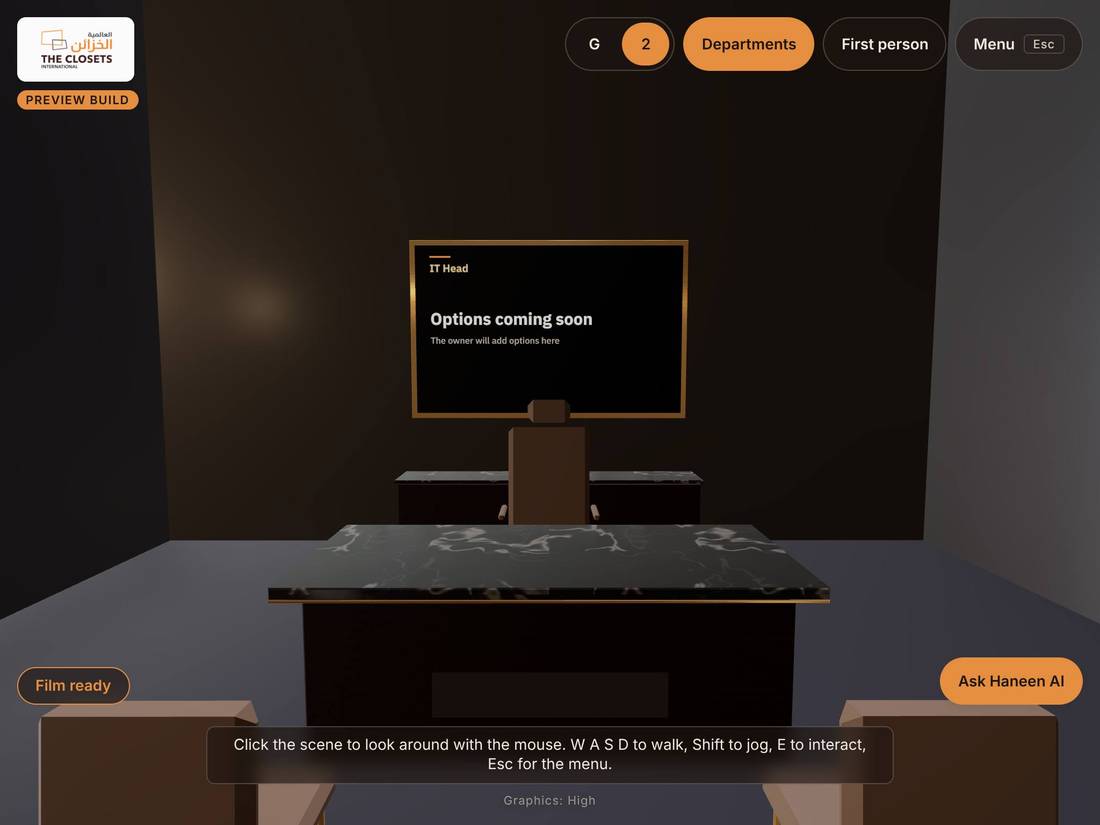 العالمية
الخزائن
THE CLOSETS
INTERNATIONAL
PREVIEW BUILD
G
2
Departments
First person
Menu
Esc
IT Head
Options coming soon
The owner will add options here
Film ready
Ask Haneen AI
Click the scene to look around with the mouse. W A S D to walk, Shift to jog, E to interact,
Esc for the menu.
Graphics: High